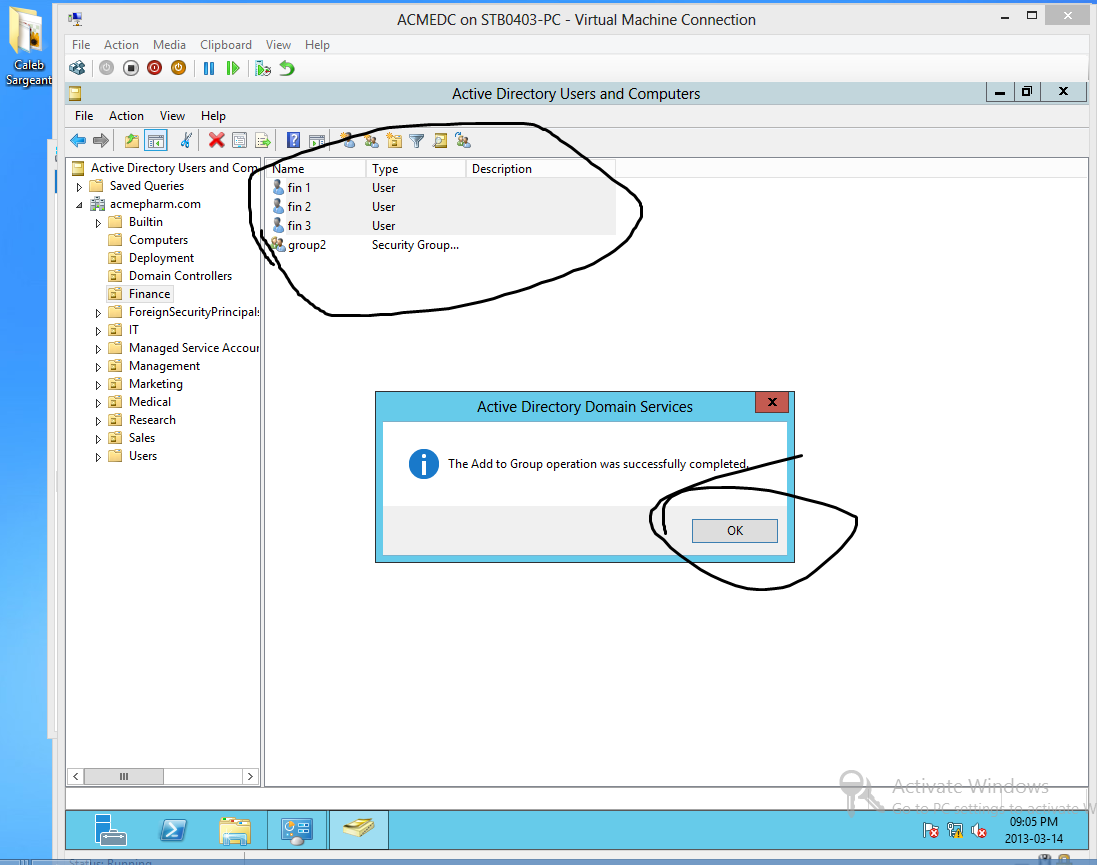 ACMEDC on STB0403-PC - Virtual Machine Connection
Caleb
Sargeant
File Action Media Clipboard View Help
Active Directory Users and Computers
File Action View Help
Active Directory Users and Com
Saved Queries
acmepharm.com
Builtin
Computers
Deployment
Domain Controllers
Finance
ForeignSecurityPrincipals
IT
Managed Service Accour
Management
Marketing
Medical
Research
Sales
Users
Name Type Description
fin 1 User
fin 2 User
fin 3 User
group2 Security Group...
Active Directory Domain Services
The Add to Group operation was successfully completed.
OK
Activate Windows
Go to PC settings to activate W
09:05 PM
2013-03-14
Status: Running